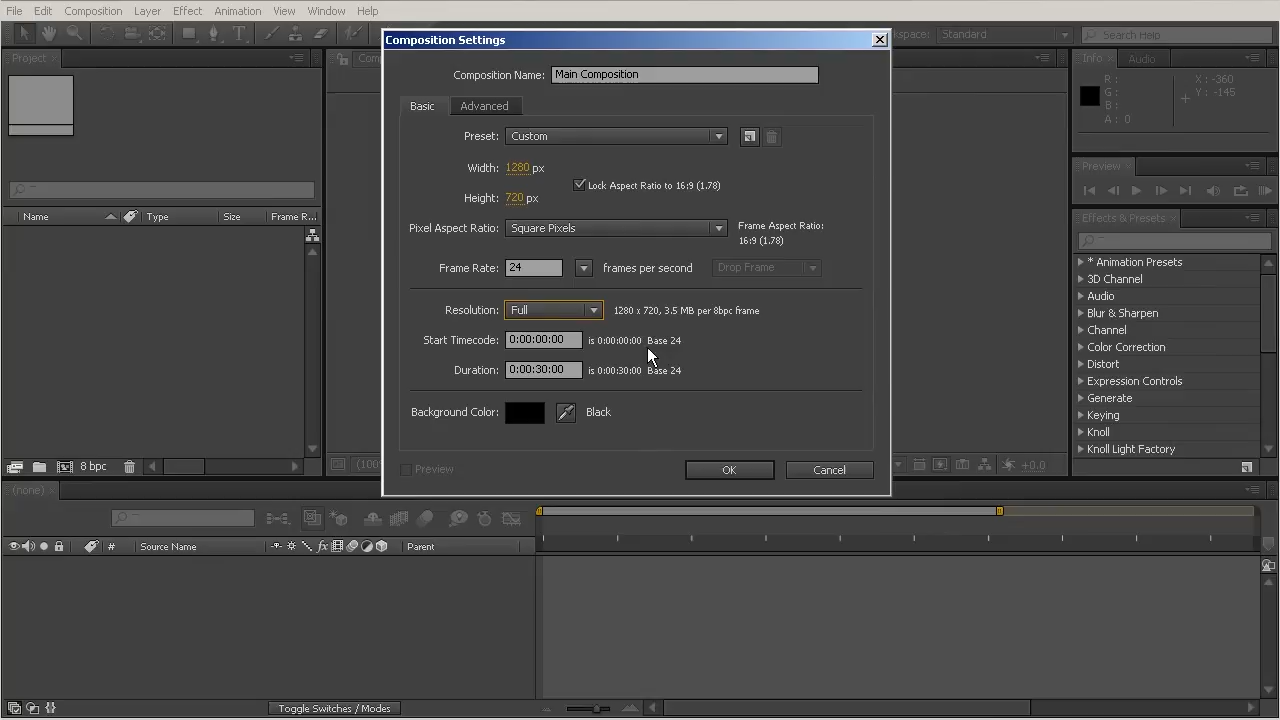 File Edit Composition Layer Effect Animation View Window Help
Standard
Search Help
Project
Info Audio
R :
G :
B :
A : 0
X : -360
Y : -145
Preview
Effects & Presets
* Animation Presets
3D Channel
Audio
Blur & Sharpen
Channel
Color Correction
Distort
Expression Controls
Generate
Keying
Knoll
Knoll Light Factory
Name Type Size Frame R...
8 bpc
(100%
+0.0
Composition Settings
Composition Name: Main Composition
Basic Advanced
Preset: Custom
Width: 1280 px
Lock Aspect Ratio to 16:9 (1.78)
Height: 720 px
Pixel Aspect Ratio: Square Pixels
Frame Aspect Ratio:
16:9 (1.78)
Frame Rate: 24 frames per second Drop Frame
Resolution: Full 1280 x 720, 3.5 MB per 8bpc frame
Start Timecode: 0:00:00:00 is 0:00:00:00 Base 24
Duration: 0:00:30:00 is 0:00:30:00 Base 24
Background Color: Black
Preview
OK Cancel
(none)
# Source Name Parent
Toggle Switches / Modes